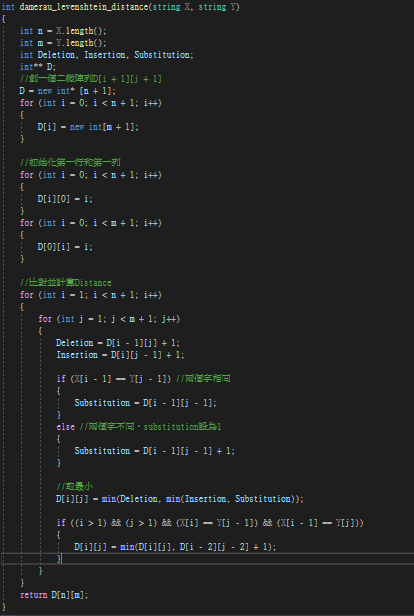 int damerau_levenshtein_distance(string X, string Y)
{
int n = X.length();
int m = Y.length();
int Deletion, Insertion, Substitution;
int** D;
//創一個二微陣列D[i + 1][j + 1]
D = new int* [n + 1];
for (int i = 0; i < n + 1; i++)
{
D[i] = new int[m + 1];
}
//初始化第一行和第一列
for (int i = 0; i < n + 1; i++)
{
D[i][0] = i;
}
for (int i = 0; i < m + 1; i++)
{
D[0][i] = i;
}
//比對並計算Distance
for (int i = 1; i < n + 1; i++)
{
for (int j = 1; j < m + 1; j++)
{
Deletion = D[i - 1][j] + 1;
Insertion = D[i][j - 1] + 1;
if (X[i - 1] == Y[j - 1]) //兩個字相同
{
Substitution = D[i - 1][j - 1];
}
else //兩個字不同，substitution設為1
{
Substitution = D[i - 1][j - 1] + 1;
}
//取最小
D[i][j] = min(Deletion, min(Insertion, Substitution));
if ((i > 1) && (j > 1) && (X[i] == Y[j - 1]) && (X[i - 1] == Y[j]))
{
D[i][j] = min(D[i][j], D[i - 2][j - 2] + 1);
}
}
}
return D[n][m];
}